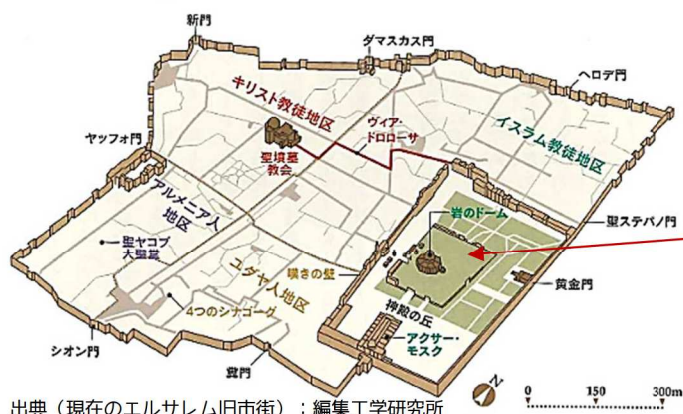 新門
ダマスカス門
ヘロデ門
キリスト教徒地区
ヴィア・
ドロローサ
イスラム教徒地区
ヤッフォ門
聖墳墓
教会
アルメニア人
地区
岩のドーム
聖ステパノ門
聖ヤコブ
大聖堂
嘆きの壁
ユダヤ人地区
黄金門
4つのシナゴーグ
神殿の丘
アクサー・
モスク
シオン門
糞門
0 150 300m
出典（現在のエルサレム旧市街）；編集工学研究所